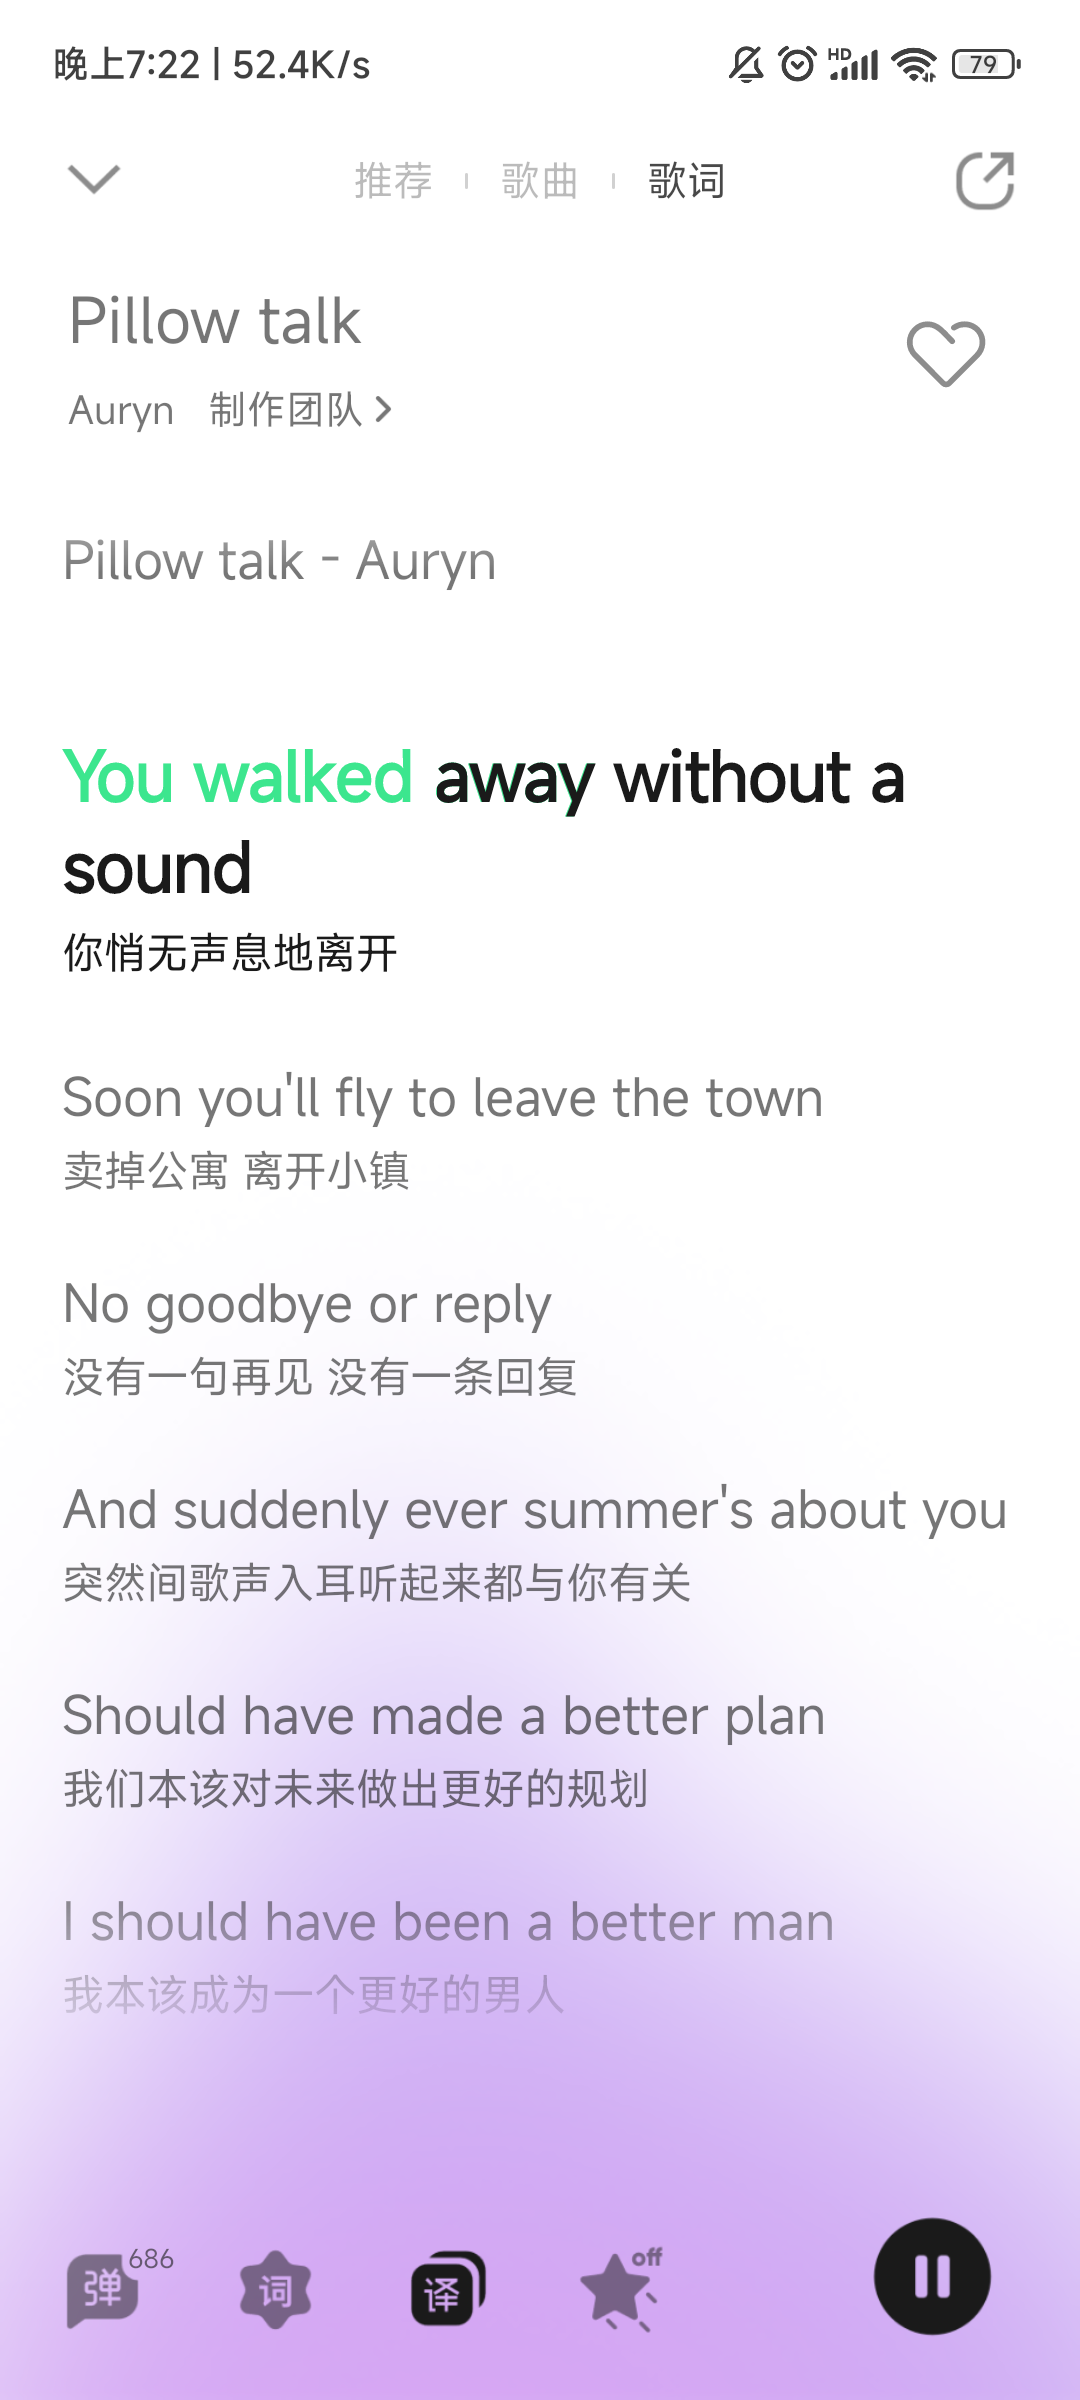 晚上7:22 | 52.4K/s HD 79
推荐 歌曲 歌词
Pillow talk
Auryn 制作团队
Pillow talk - Auryn
You walked away without a
sound
你悄无声息地离开
Soon you'll fly to leave the town
卖掉公寓 离开小镇
No goodbye or reply
没有一句再见 没有一条回复
And suddenly ever summer's about you
突然间歌声入耳听起来都与你有关
Should have made a better plan
我们本该对未来做出更好的规划
I should have been a better man
我本该成为一个更好的男人
弹 686 词 译 off